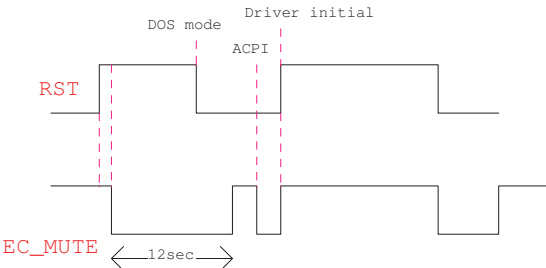 Driver initial
DOS mode
ACPI
RST
EC_MUTE
12sec